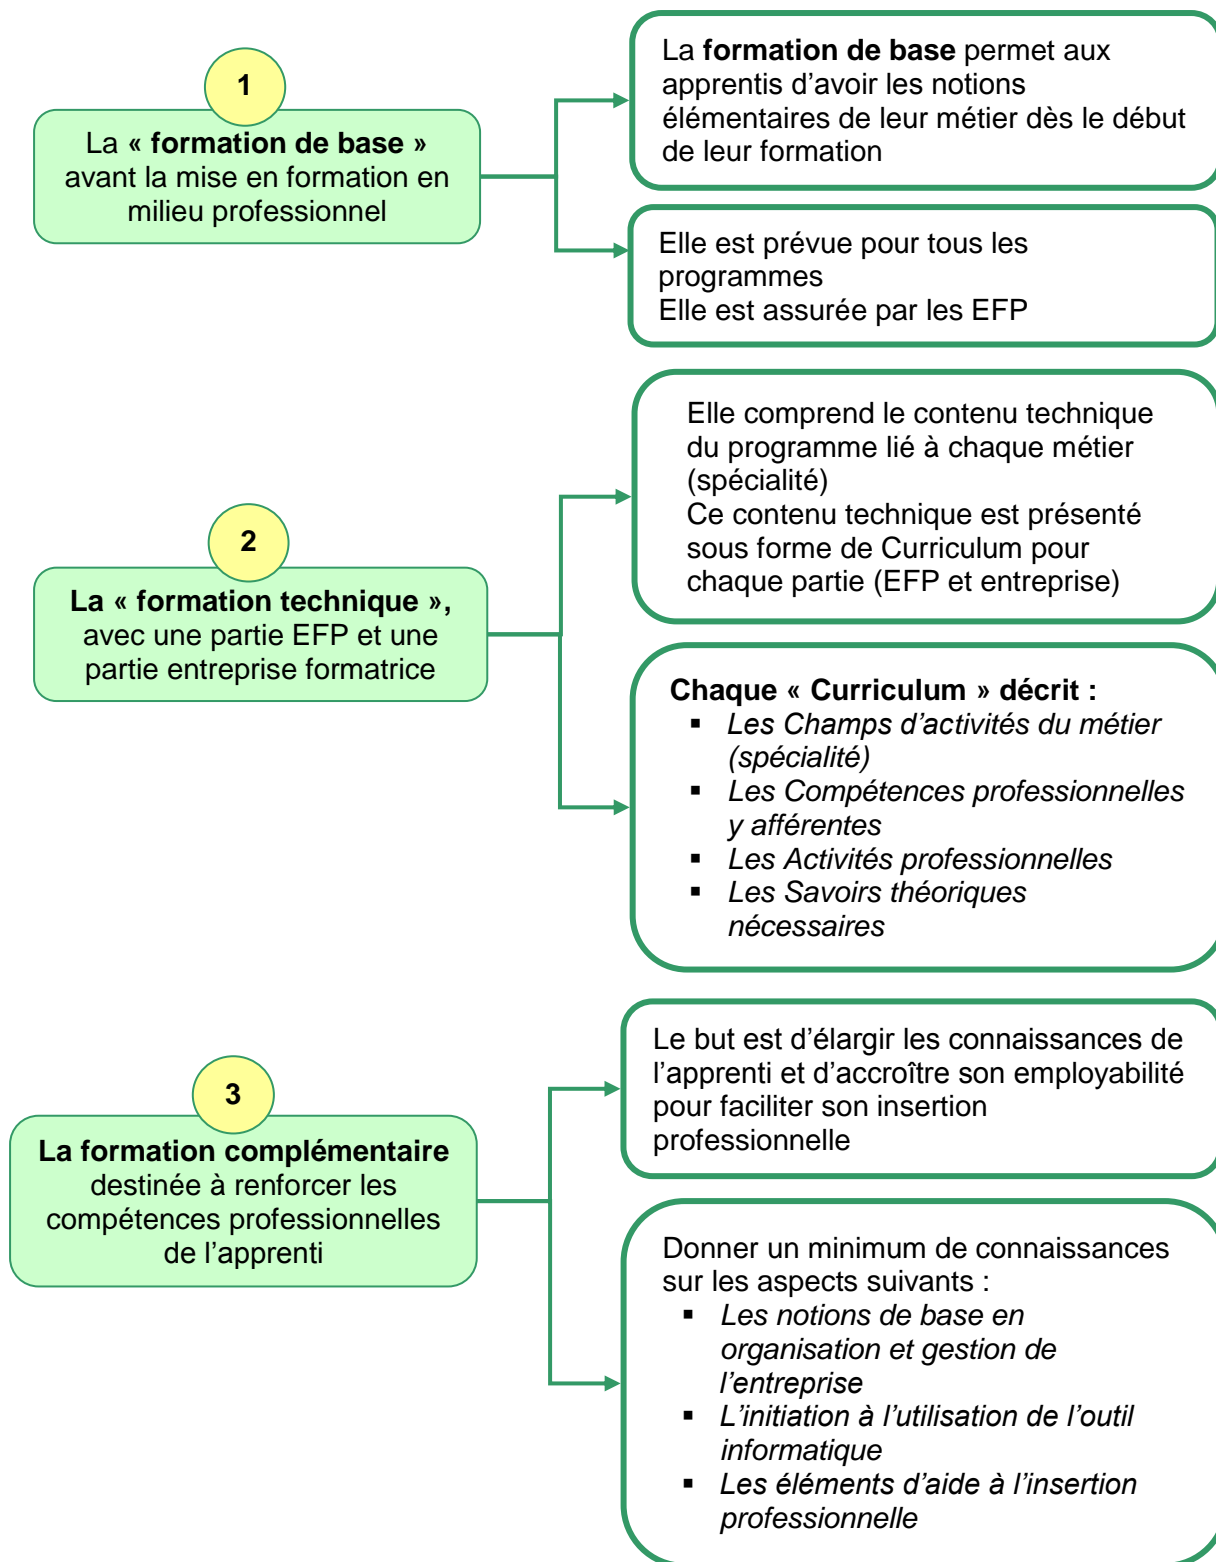 1
La « formation de base »
avant la mise en formation en
milieu professionnel
La formation de base permet aux
apprentis d’avoir les notions
élémentaires de leur métier dès le début
de leur formation
Elle est prévue pour tous les
programmes
Elle est assurée par les EFP
2
La « formation technique »,
avec une partie EFP et une
partie entreprise formatrice
Elle comprend le contenu technique
du programme lié à chaque métier
(spécialité)
Ce contenu technique est présenté
sous forme de Curriculum pour
chaque partie (EFP et entreprise)
Chaque « Curriculum » décrit :
▪ Les Champs d’activités du métier
(spécialité)
▪ Les Compétences professionnelles
y afférentes
▪ Les Activités professionnelles
▪ Les Savoirs théoriques
nécessaires
3
La formation complémentaire
destinée à renforcer les
compétences professionnelles
de l’apprenti
Le but est d’élargir les connaissances de
l’apprenti et d’accroître son employabilité
pour faciliter son insertion
professionnelle
Donner un minimum de connaissances
sur les aspects suivants :
▪ Les notions de base en
organisation et gestion de
l’entreprise
▪ L’initiation à l’utilisation de l’outil
informatique
▪ Les éléments d’aide à l’insertion
professionnelle